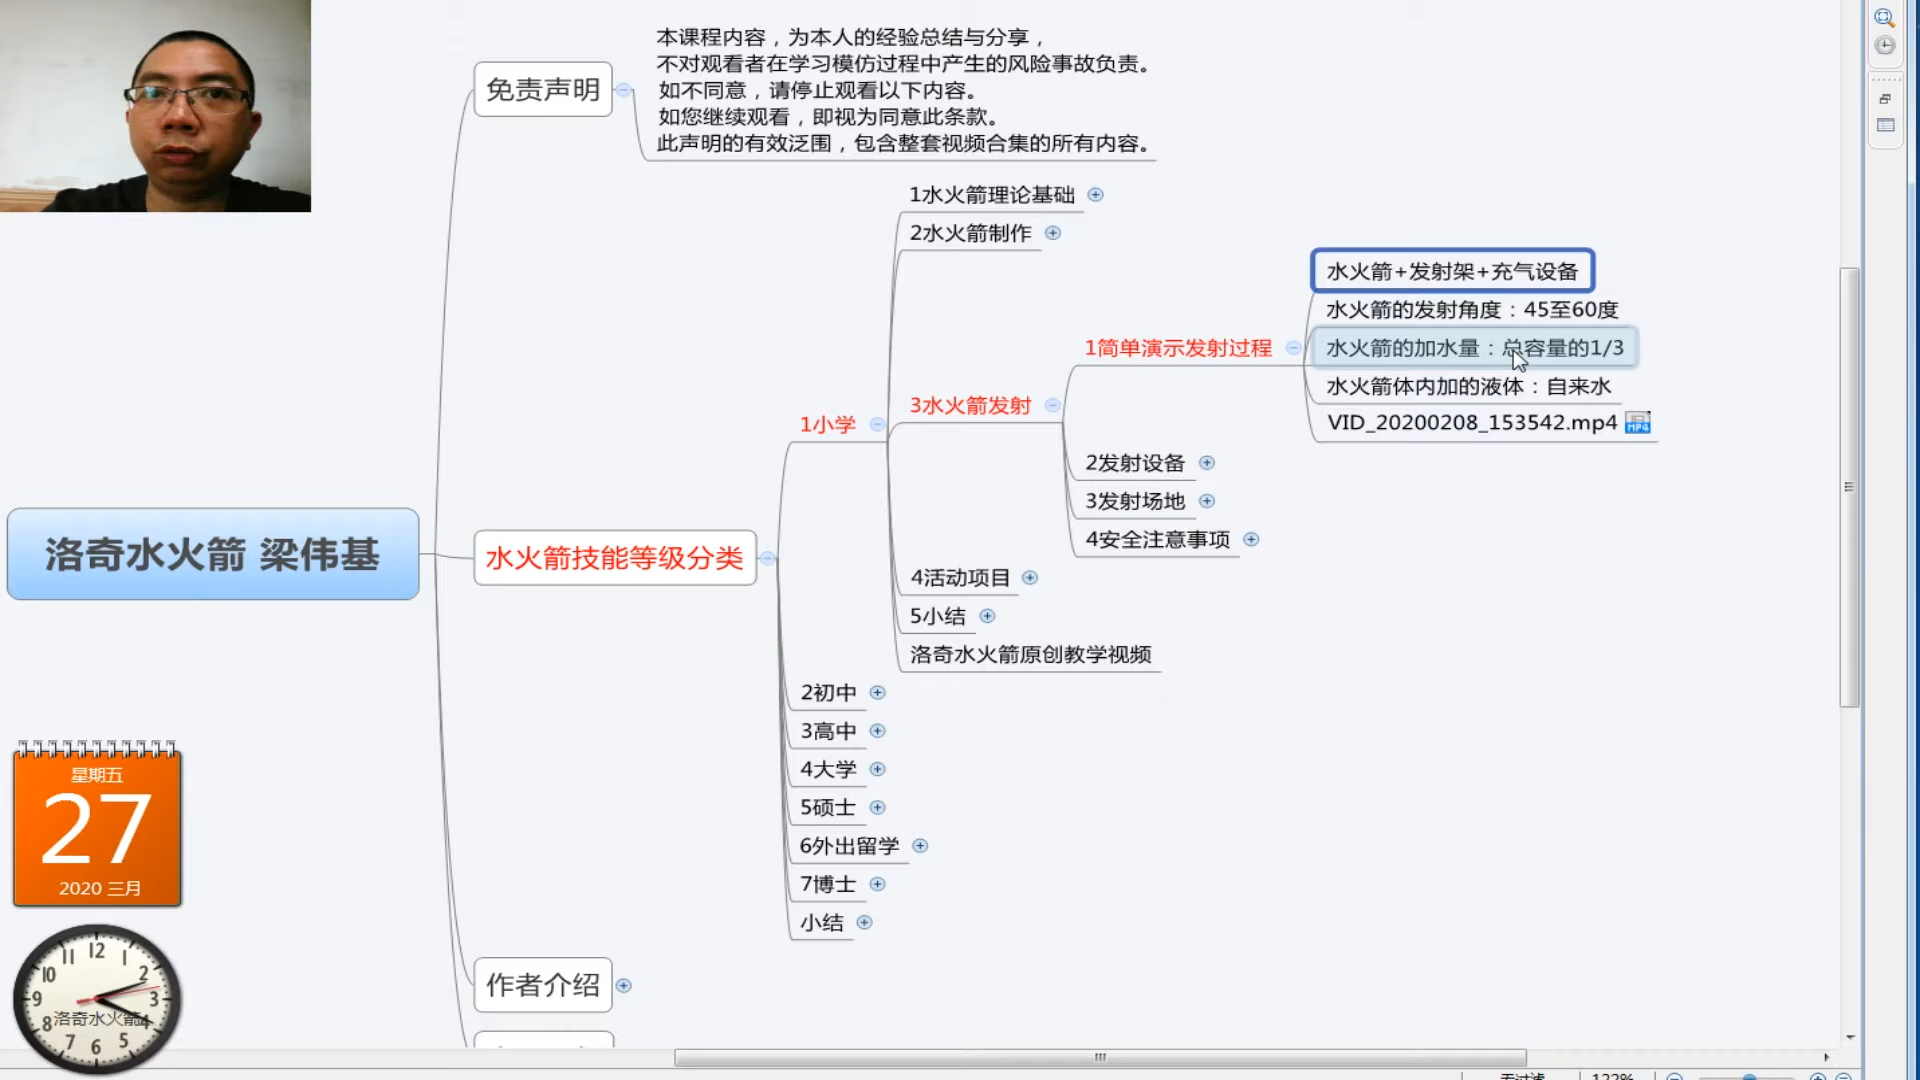 本课程内容，为本人的经验总结与分享，
不对观看者在学习模仿过程中产生的风险事故负责。
如不同意，请停止观看以下内容。
如您继续观看，即视为同意此条款。
此声明的有效泛围，包含整套视频合集的所有内容。
免责声明
1水火箭理论基础
2水火箭制作
水火箭+发射架+充气设备
水火箭的发射角度：45至60度
1简单演示发射过程
水火箭的加水量：总容量的1/3
水火箭体内加的液体：自来水
VID_20200208_153542.mp4
MP4
3水火箭发射
1小学
2发射设备
3发射场地
4安全注意事项
洛奇水火箭 梁伟基
水火箭技能等级分类
4活动项目
5小结
洛奇水火箭原创教学视频
2初中
3高中
4大学
5硕士
6外出留学
7博士
小结
作者介绍
星期五
27
2020 三月
12
1
2
3
4
5
6
7
8
9
10
11
洛奇水火箭
122%